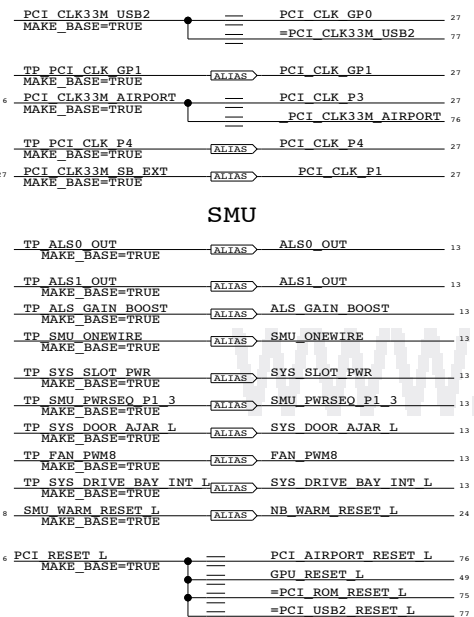 PCI_CLK33M_USB2 PCI_CLK_GP0 27
MAKE_BASE=TRUE
=PCI_CLK33M_USB2 77
TP_PCI_CLK_GP1 ALIAS PCI_CLK_GP1 27
MAKE_BASE=TRUE
6 PCI_CLK33M_AIRPORT PCI_CLK_P3 27
MAKE_BASE=TRUE
_PCI_CLK33M_AIRPORT 76
TP_PCI_CLK_P4 ALIAS PCI_CLK_P4 27
MAKE_BASE=TRUE
27 PCI_CLK33M_SB_EXT ALIAS PCI_CLK_P1 27
MAKE_BASE=TRUE
SMU
TP_ALS0_OUT ALIAS ALS0_OUT 13
MAKE_BASE=TRUE
TP_ALS1_OUT ALIAS ALS1_OUT 13
MAKE_BASE=TRUE
TP_ALS_GAIN_BOOST ALIAS ALS_GAIN_BOOST 13
MAKE_BASE=TRUE
TP_SMU_ONEWIRE ALIAS SMU_ONEWIRE 13
MAKE_BASE=TRUE
WWW.
TP_SYS_SLOT_PWR ALIAS SYS_SLOT_PWR 13
MAKE_BASE=TRUE
TP_SMU_PWRSEQ_P1_3 ALIAS SMU_PWRSEQ_P1_3 13
MAKE_BASE=TRUE
TP_SYS_DOOR_AJAR_L ALIAS SYS_DOOR_AJAR_L 13
MAKE_BASE=TRUE
TP_FAN_PWM8 ALIAS FAN_PWM8 13
MAKE_BASE=TRUE
TP_SYS_DRIVE_BAY_INT_L ALIAS SYS_DRIVE_BAY_INT_L 13
MAKE_BASE=TRUE
8 SMU_WARM_RESET_L ALIAS NB_WARM_RESET_L 24
MAKE_BASE=TRUE
6 PCI_RESET_L PCI_AIRPORT_RESET_L 76
MAKE_BASE=TRUE
GPU_RESET_L 49
=PCI_ROM_RESET_L 75
=PCI_USB2_RESET_L 77